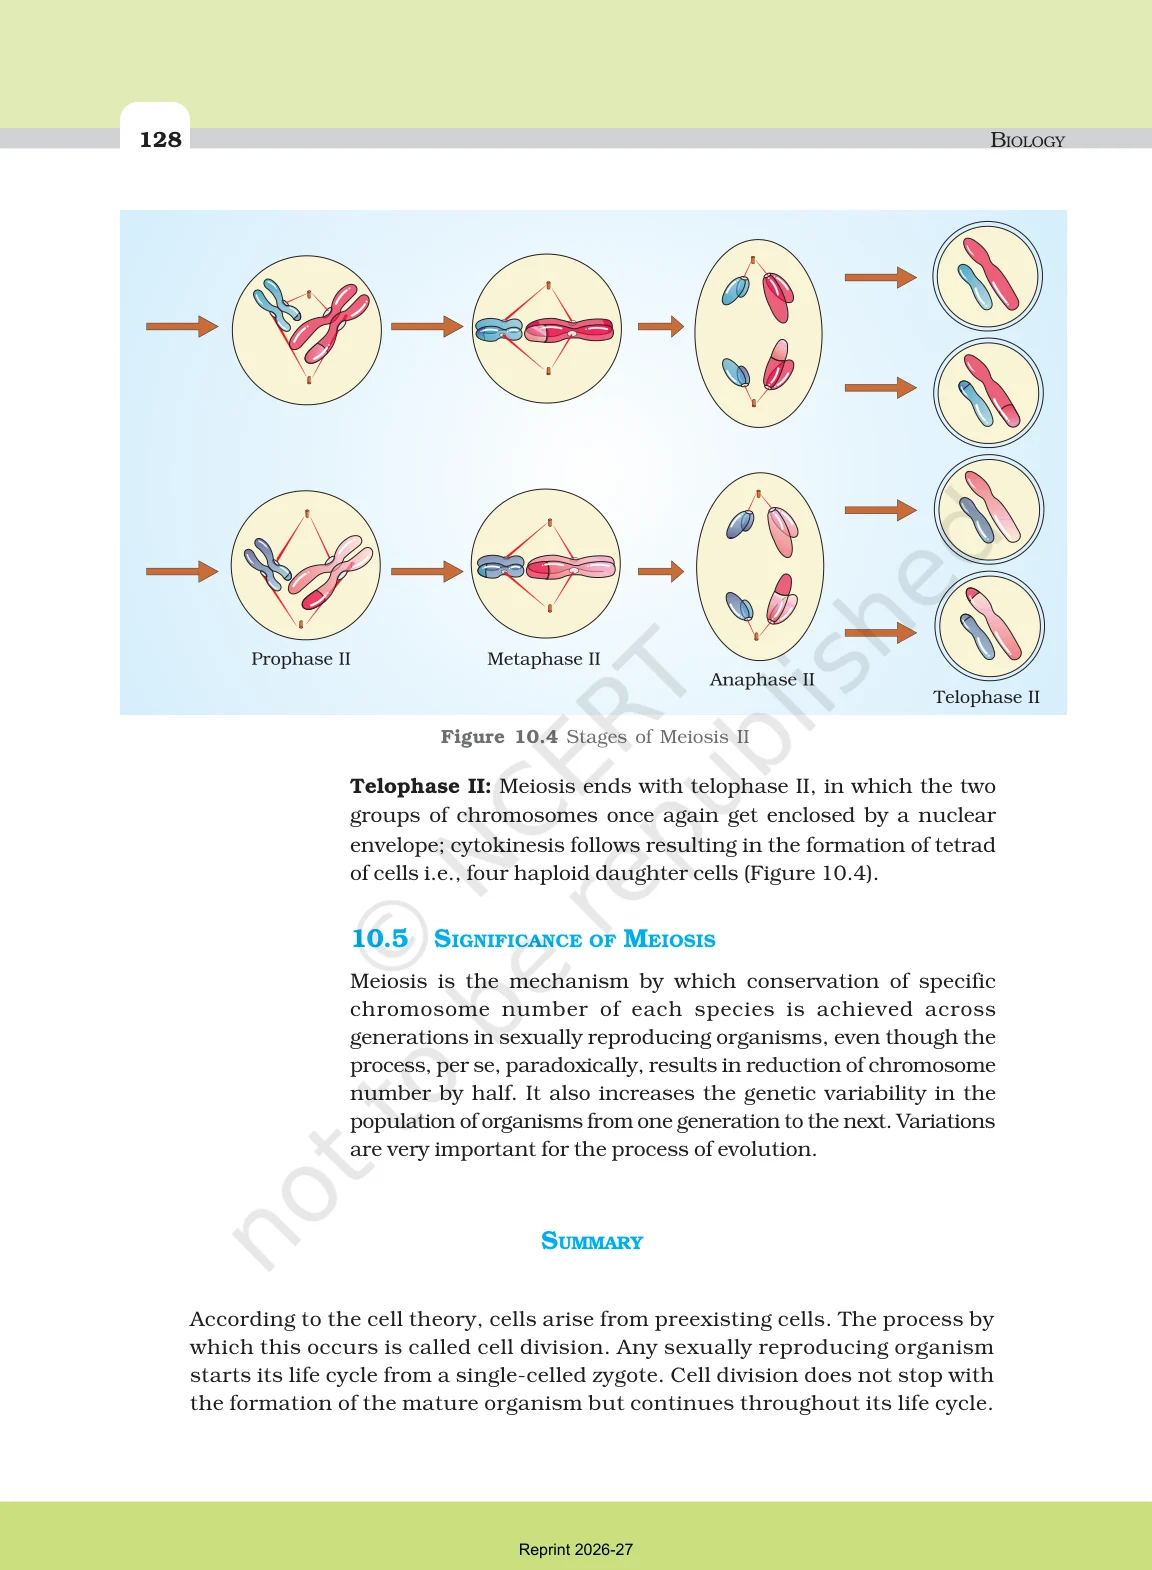 128
BIOLOGY
Prophase II
Metaphase II
Anaphase II
Telophase II
Figure 10.4 Stages of Meiosis II
Telophase II: Meiosis ends with telophase II, in which the two
groups of chromosomes once again get enclosed by a nuclear
envelope; cytokinesis follows resulting in the formation of tetrad
of cells i.e., four haploid daughter cells (Figure 10.4).
10.5 SIGNIFICANCE OF MEIOSIS
Meiosis is the mechanism by which conservation of specific
chromosome number of each species is achieved across
generations in sexually reproducing organisms, even though the
process, per se, paradoxically, results in reduction of chromosome
number by half. It also increases the genetic variability in the
population of organisms from one generation to the next. Variations
are very important for the process of evolution.
SUMMARY
According to the cell theory, cells arise from preexisting cells. The process by
which this occurs is called cell division. Any sexually reproducing organism
starts its life cycle from a single-celled zygote. Cell division does not stop with
the formation of the mature organism but continues throughout its life cycle.
© NCERT
not to be republished
Reprint 2026-27